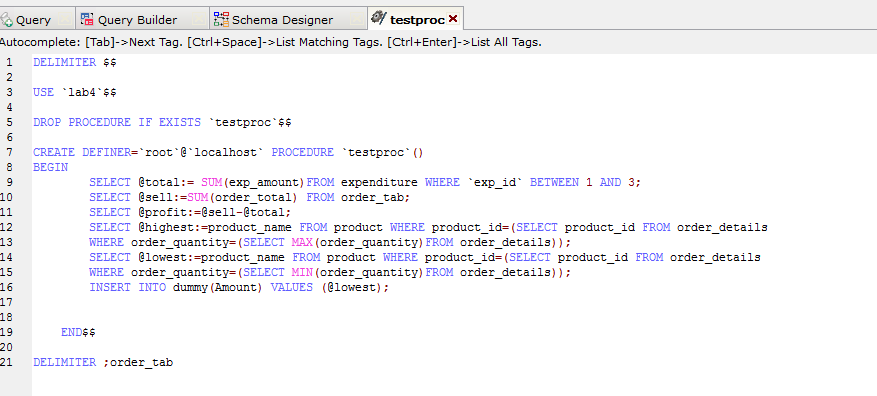 Query Query Builder Schema Designer testproc
Autocomplete: [Tab]->Next Tag. [Ctrl+Space]->List Matching Tags. [Ctrl+Enter]->List All Tags.
1 DELIMITER $$
2
3 USE `lab4`$$
4
5 DROP PROCEDURE IF EXISTS `testproc`$$
6
7 CREATE DEFINER=`root`@`localhost` PROCEDURE `testproc`()
8 BEGIN
9 SELECT @total:= SUM(exp_amount)FROM expenditure WHERE `exp_id` BETWEEN 1 AND 3;
10 SELECT @sell:=SUM(order_total) FROM order_tab;
11 SELECT @profit:=@sell-@total;
12 SELECT @highest:=product_name FROM product WHERE product_id=(SELECT product_id FROM order_details
13 WHERE order_quantity=(SELECT MAX(order_quantity)FROM order_details));
14 SELECT @lowest:=product_name FROM product WHERE product_id=(SELECT product_id FROM order_details
15 WHERE order_quantity=(SELECT MIN(order_quantity)FROM order_details));
16 INSERT INTO dummy(Amount) VALUES (@lowest);
17
18
19 END$$
20
21 DELIMITER ;order_tab